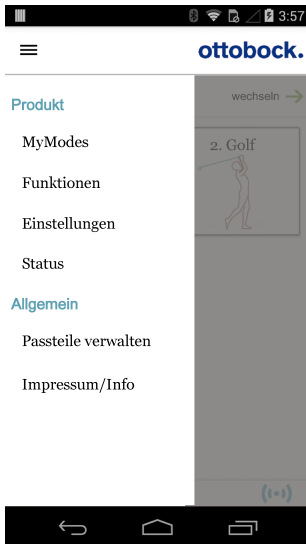 3:57
ottobock.
Produkt
wechseln
MyModes
2. Golf
Funktionen
Einstellungen
Status
Allgemein
Passteile verwalten
Impressum/Info